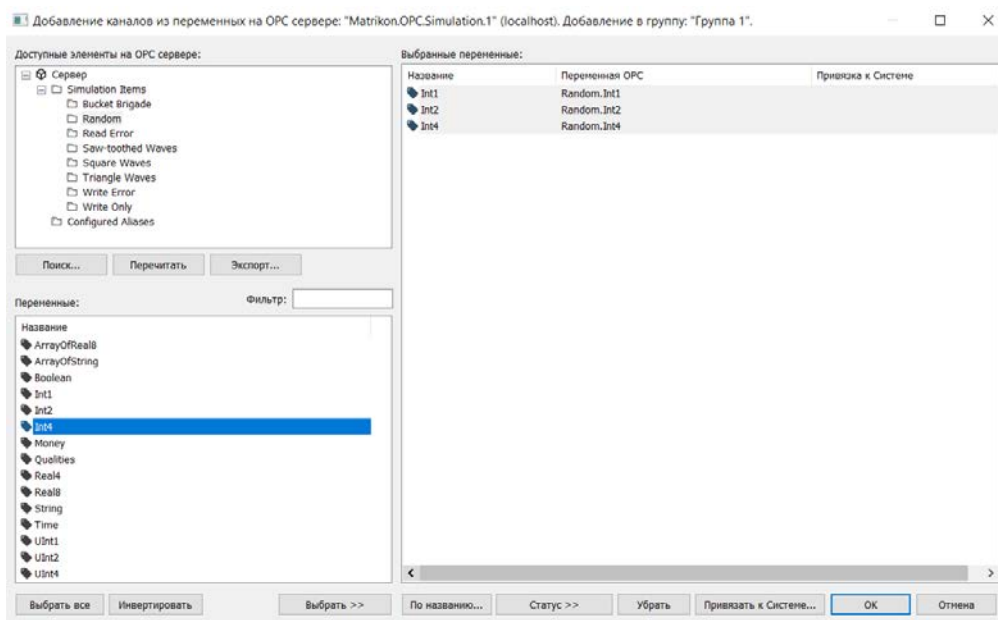 Добавление каналов из переменных на OPC сервере: "Matrikon.OPC.Simulation.1" (localhost). Добавление в группу: "Группа 1".
Доступные элементы на OPC сервере:
Сервер
Simulation Items
Bucket Brigade
Random
Read Error
Saw-toothed Waves
Square Waves
Triangle Waves
Write Error
Write Only
Configured Aliases
Поиск... Перечитать Экспорт...
Переменные: Фильтр:
Название
ArrayOfReal8
ArrayOfString
Boolean
Int1
Int2
Int4
Money
Qualities
Real4
Real8
String
Time
UInt1
UInt2
UInt4
Выбрать все Инвертировать Выбрать >>
Выбранные переменные:
Название Переменная OPC Привязка к Системе
Int1 Random.Int1
Int2 Random.Int2
Int4 Random.Int4
По названию... Статус >> Убрать Привязать к Системе... OK Отмена